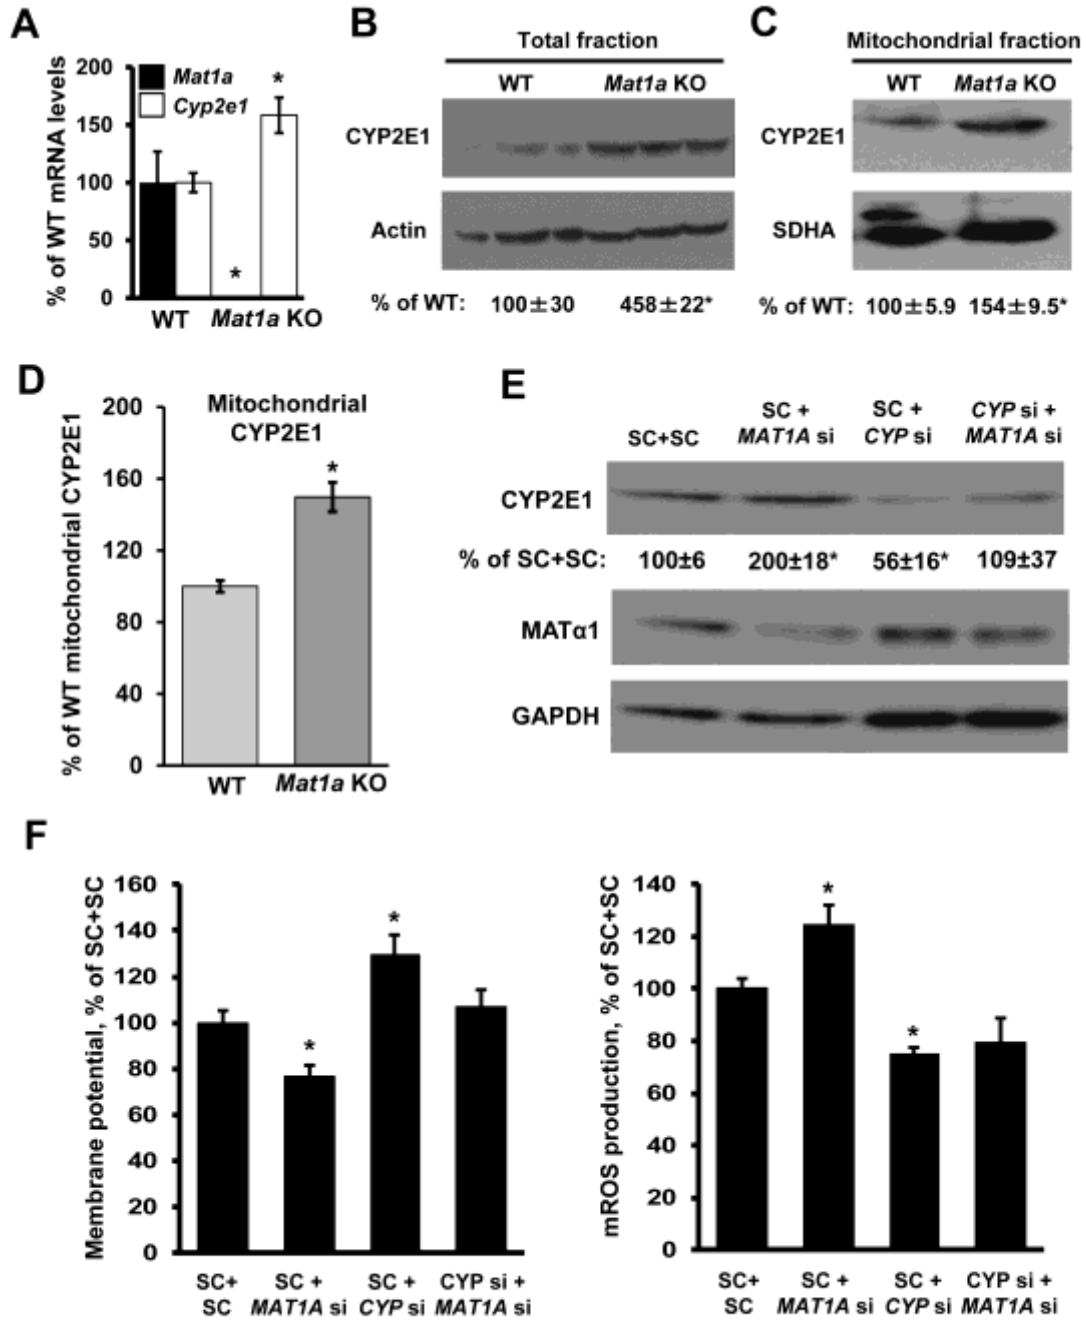 A
% of WT mRNA levels
200
150
100
50
0
Mat1a
Cyp2e1
*
*
WT Mat1a KO
B
Total fraction
WT Mat1a KO
CYP2E1
Actin
% of WT: 100±30 458±22*
C
Mitochondrial fraction
WT Mat1a KO
CYP2E1
SDHA
% of WT: 100±5.9 154±9.5*
D
% of WT mitochondrial CYP2E1
200
160
120
80
40
0
Mitochondrial
CYP2E1
*
WT Mat1a KO
E
SC+SC
SC +
MAT1A si
SC +
CYP si
CYP si +
MAT1A si
CYP2E1
% of SC+SC: 100±6 200±18* 56±16* 109±37
MATα1
GAPDH
F
Membrane potential, % of SC+SC
160
140
120
100
80
60
40
20
0
*
*
SC+
SC
SC +
MAT1A si
SC +
CYP si
CYP si +
MAT1A si
mROS production, % of SC+SC
140
120
100
80
60
40
20
0
*
*
SC+
SC
SC +
MAT1A si
SC +
CYP si
CYP si +
MAT1A si